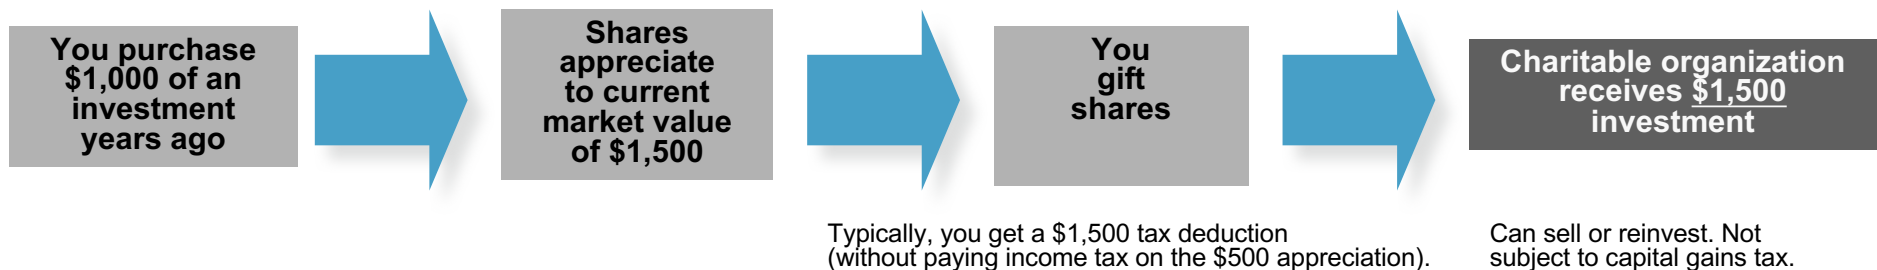 You purchase
$1,000 of an
investment
years ago
Shares
appreciate
to current
market value
of $1,500
You
gift
shares
Charitable organization
receives $1,500
investment
Typically, you get a $1,500 tax deduction
(without paying income tax on the $500 appreciation).
Can sell or reinvest. Not
subject to capital gains tax.